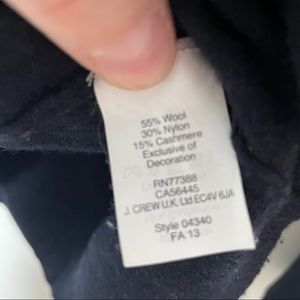 55% Wool
30% Nylon
15% Cashmere
Exclusive of
Decoration
RN77388
CA56445
J. CREW U.K. Ltd EC4V 6JA
Style 04340
FA 13